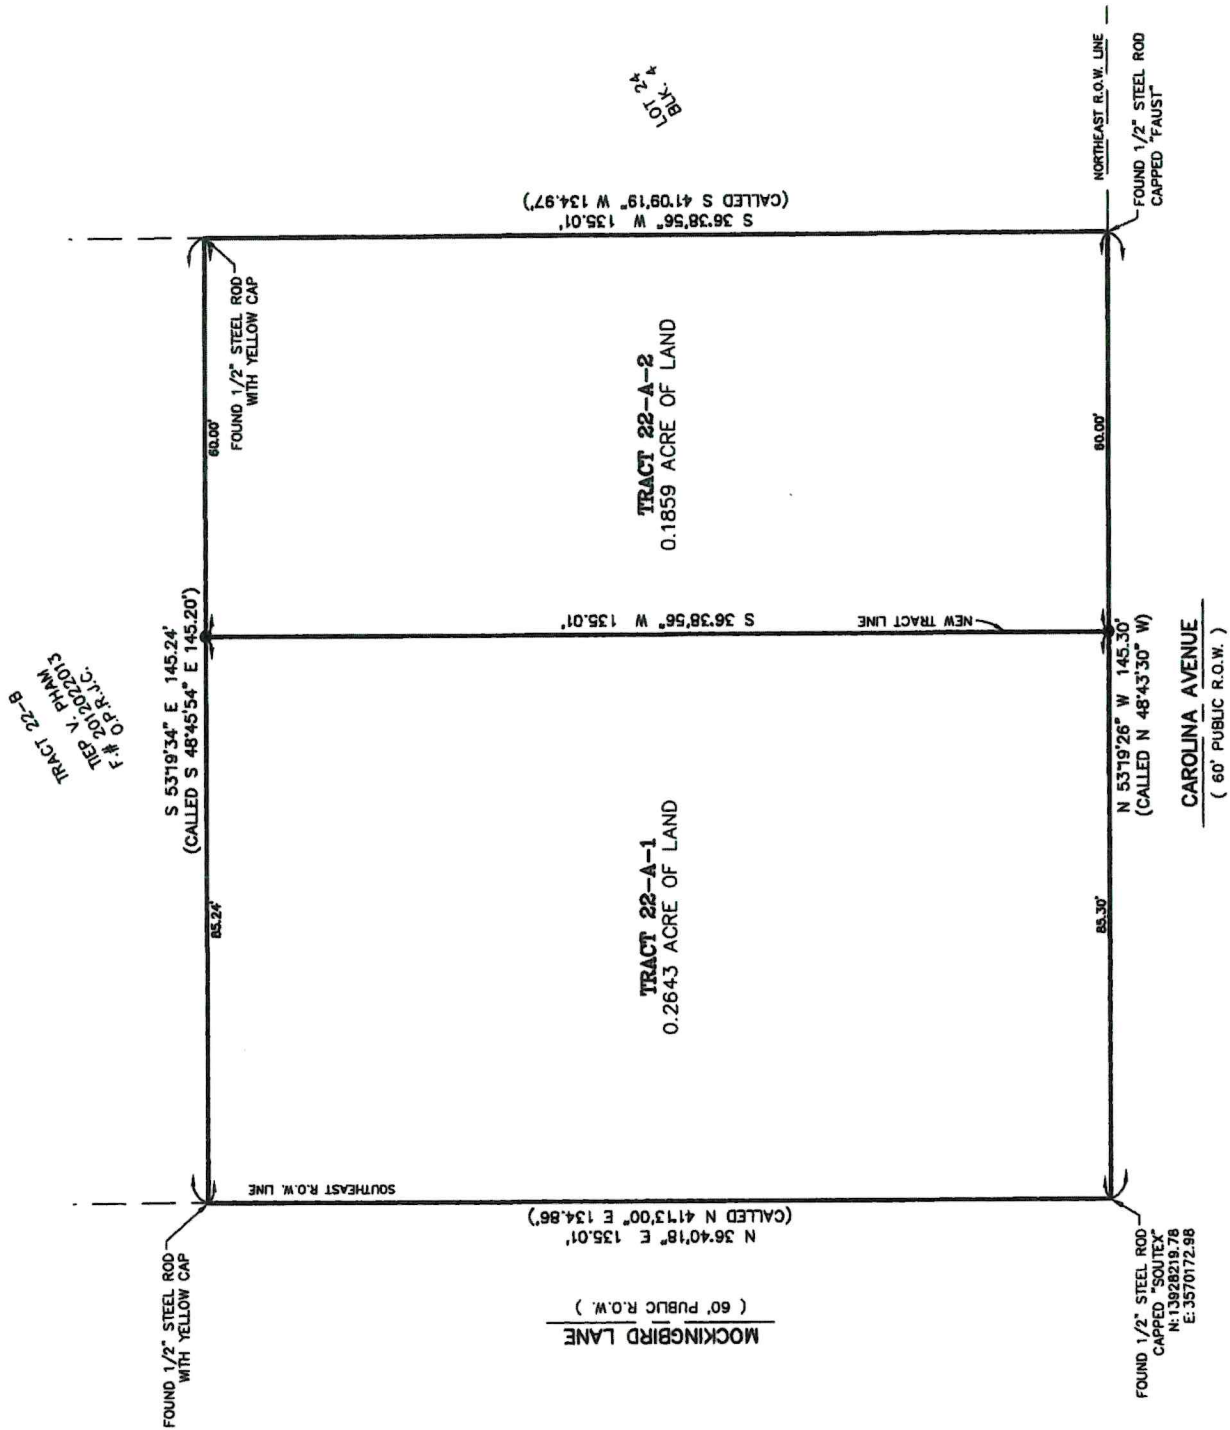 TRACT 22-B
TIEP V. PHAM
F.# 2012022013
O.P.R.J.C.
S 53°19'34" E 145.24'
(CALLED S 48°45'54" E 145.20')
85.24'
60.00'
FOUND 1/2" STEEL ROD
WITH YELLOW CAP
FOUND 1/2" STEEL ROD
WITH YELLOW CAP
SOUTHEAST R.O.W. LINE
MOCKINGBIRD LANE
( 60' PUBLIC R.O.W. )
N 36°40'18" E 135.01'
(CALLED N 41°13'00" E 134.86')
TRACT 22-A-1
0.2643 ACRE OF LAND
S 36°38'56" W 135.01'
NEW TRACT LINE
TRACT 22-A-2
0.1859 ACRE OF LAND
S 36°38'56" W 135.01'
(CALLED S 41°09'19" W 134.97')
LOT 24
BLK. 4
85.30'
60.00'
N 53°19'26" W 145.30'
(CALLED N 48°43'30" W)
CAROLINA AVENUE
( 60' PUBLIC R.O.W. )
NORTHEAST R.O.W. LINE
FOUND 1/2" STEEL ROD
CAPPED "FAUST"
FOUND 1/2" STEEL ROD
CAPPED "SOUTEX"
N:13928219.78
E:3570172.98